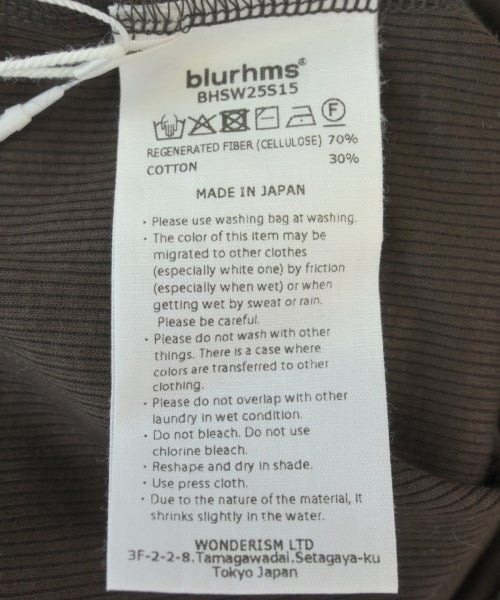 blurhms®
BHSW25S15
F
REGENERATED FIBER (CELLULOSE) 70%
COTTON 30%
MADE IN JAPAN
・Please use washing bag at washing.
・The color of this item may be
migrated to other clothes
(especially white one) by friction
(especially when wet) or when
getting wet by sweat or rain.
Please be careful.
・Please do not wash with other
things. There is a case where
colors are transferred to other
clothing.
・Please do not overlap with other
laundry in wet condition.
・Do not bleach. Do not use
chlorine bleach.
・Reshape and dry in shade.
・Use press cloth.
・Due to the nature of the material, it
shrinks slightly in the water.
WONDERISM LTD
3F-2-2-8.Tamagawadai.Setagaya-ku
Tokyo Japan